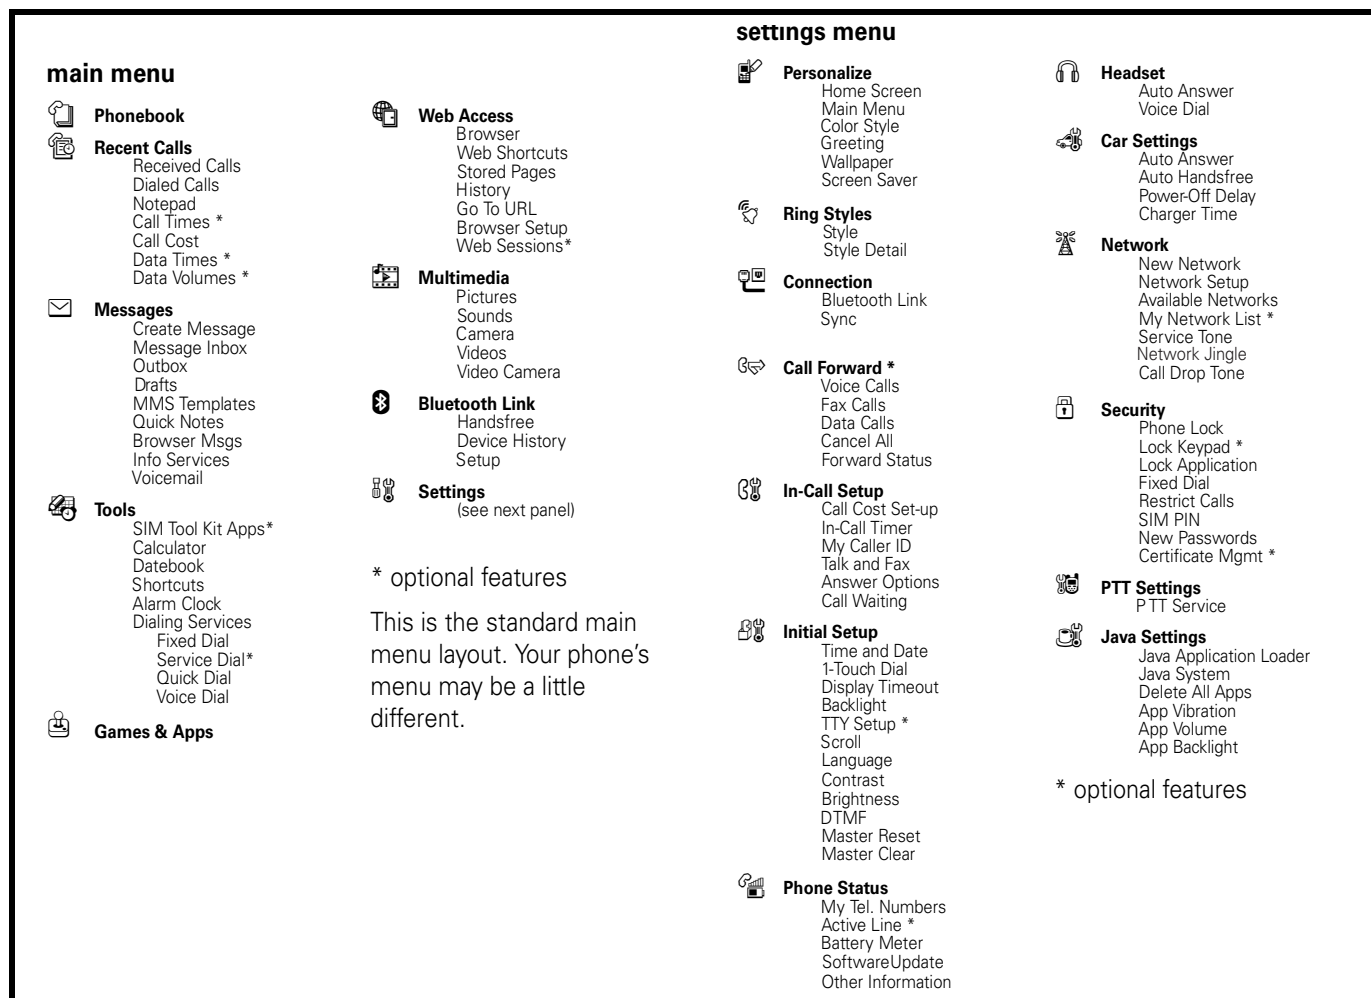 main menu
Phonebook
Recent Calls
Received Calls
Dialed Calls
Notepad
Call Times *
Call Cost
Data Times *
Data Volumes *
Messages
Create Message
Message Inbox
Outbox
Drafts
MMS Templates
Quick Notes
Browser Msgs
Info Services
Voicemail
Tools
SIM Tool Kit Apps*
Calculator
Datebook
Shortcuts
Alarm Clock
Dialing Services
Fixed Dial
Service Dial*
Quick Dial
Voice Dial
Games & Apps
Web Access
Browser
Web Shortcuts
Stored Pages
History
Go To URL
Browser Setup
Web Sessions*
Multimedia
Pictures
Sounds
Camera
Videos
Video Camera
Bluetooth Link
Handsfree
Device History
Setup
Settings
(see next panel)
* optional features
This is the standard main
menu layout. Your phone's
menu may be a little
different.
settings menu
Personalize
Home Screen
Main Menu
Color Style
Greeting
Wallpaper
Screen Saver
Ring Styles
Style
Style Detail
Connection
Bluetooth Link
Sync
Call Forward *
Voice Calls
Fax Calls
Data Calls
Cancel All
Forward Status
In-Call Setup
Call Cost Set-up
In-Call Timer
My Caller ID
Talk and Fax
Answer Options
Call Waiting
Initial Setup
Time and Date
1-Touch Dial
Display Timeout
Backlight
TTY Setup *
Scroll
Language
Contrast
Brightness
DTMF
Master Reset
Master Clear
Phone Status
My Tel. Numbers
Active Line *
Battery Meter
SoftwareUpdate
Other Information
Headset
Auto Answer
Voice Dial
Car Settings
Auto Answer
Auto Handsfree
Power-Off Delay
Charger Time
Network
New Network
Network Setup
Available Networks
My Network List *
Service Tone
Network Jingle
Call Drop Tone
Security
Phone Lock
Lock Keypad *
Lock Application
Fixed Dial
Restrict Calls
SIM PIN
New Passwords
Certificate Mgmt *
PTT Settings
PTT Service
Java Settings
Java Application Loader
Java System
Delete All Apps
App Vibration
App Volume
App Backlight
* optional features